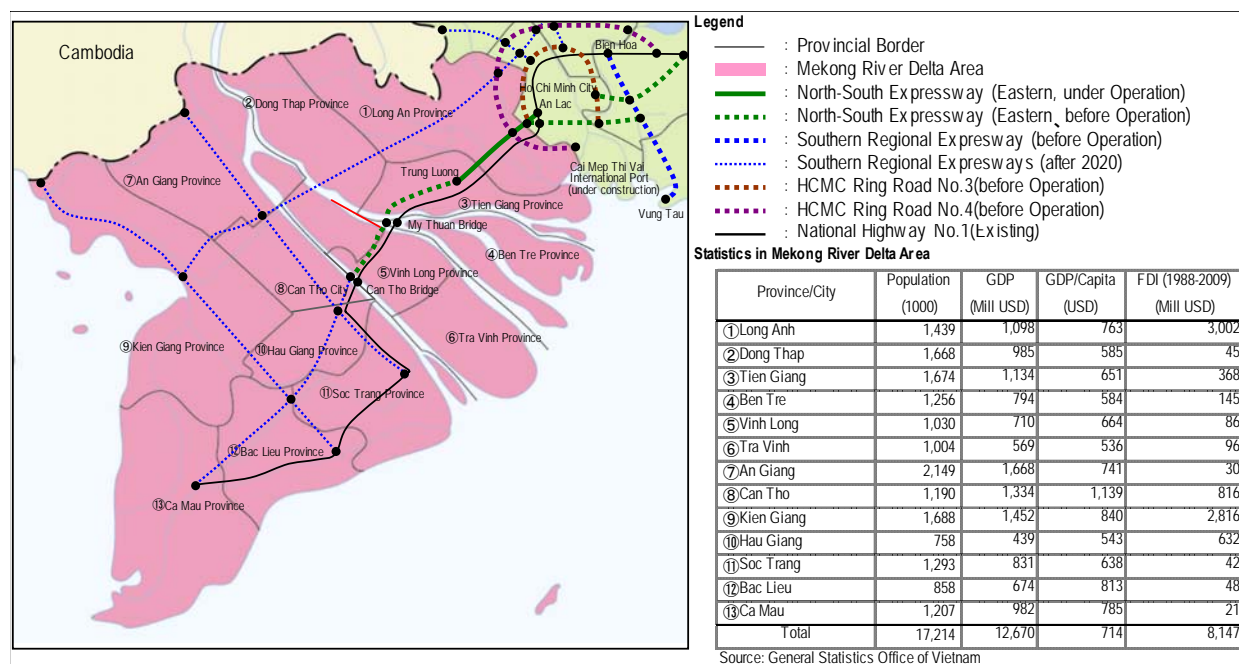 Cambodia
Bien Hoa
②Dong Thap Province
①Long An Province
Ho Chi Minh City
An Lac
⑦An Giang Province
Trung Luong
Cai Mep Thi Vai
International Port
(under construction)
Vung Tau
③Tien Giang Province
My Thuan Bridge
④Ben Tre Province
⑤Vinh Long Province
⑧Can Tho City
Can Tho Bridge
⑥Tra Vinh Province
⑨Kien Giang Province
⑩Hau Giang Province
⑪Soc Trang Province
⑫Bac Lieu Province
⑬Ca Mau Province
Legend
: Provincial Border
: Mekong River Delta Area
: North-South Expressway (Eastern, under Operation)
: North-South Expressway (Eastern、before Operation)
: Southern Regional Expresway (before Operation)
: Southern Regional Expresways (after 2020)
: HCMC Ring Road No.3(before Operation)
: HCMC Ring Road No.4(before Operation)
: National Highway No.1(Existing)
Statistics in Mekong River Delta Area
Province/City Population (1000) GDP (Mill USD) GDP/Capita (USD) FDI (1988-2009) (Mill USD)
①Long Anh 1,439 1,098 763 3,002
②Dong Thap 1,668 985 585 45
③Tien Giang 1,674 1,134 651 368
④Ben Tre 1,256 794 584 145
⑤Vinh Long 1,030 710 664 86
⑥Tra Vinh 1,004 569 536 96
⑦An Giang 2,149 1,668 741 30
⑧Can Tho 1,190 1,334 1,139 816
⑨Kien Giang 1,688 1,452 840 2,816
⑩Hau Giang 758 439 543 632
⑪Soc Trang 1,293 831 638 42
⑫Bac Lieu 858 674 813 48
⑬Ca Mau 1,207 982 785 21
Total 17,214 12,670 714 8,147
Source: General Statistics Office of Vietnam